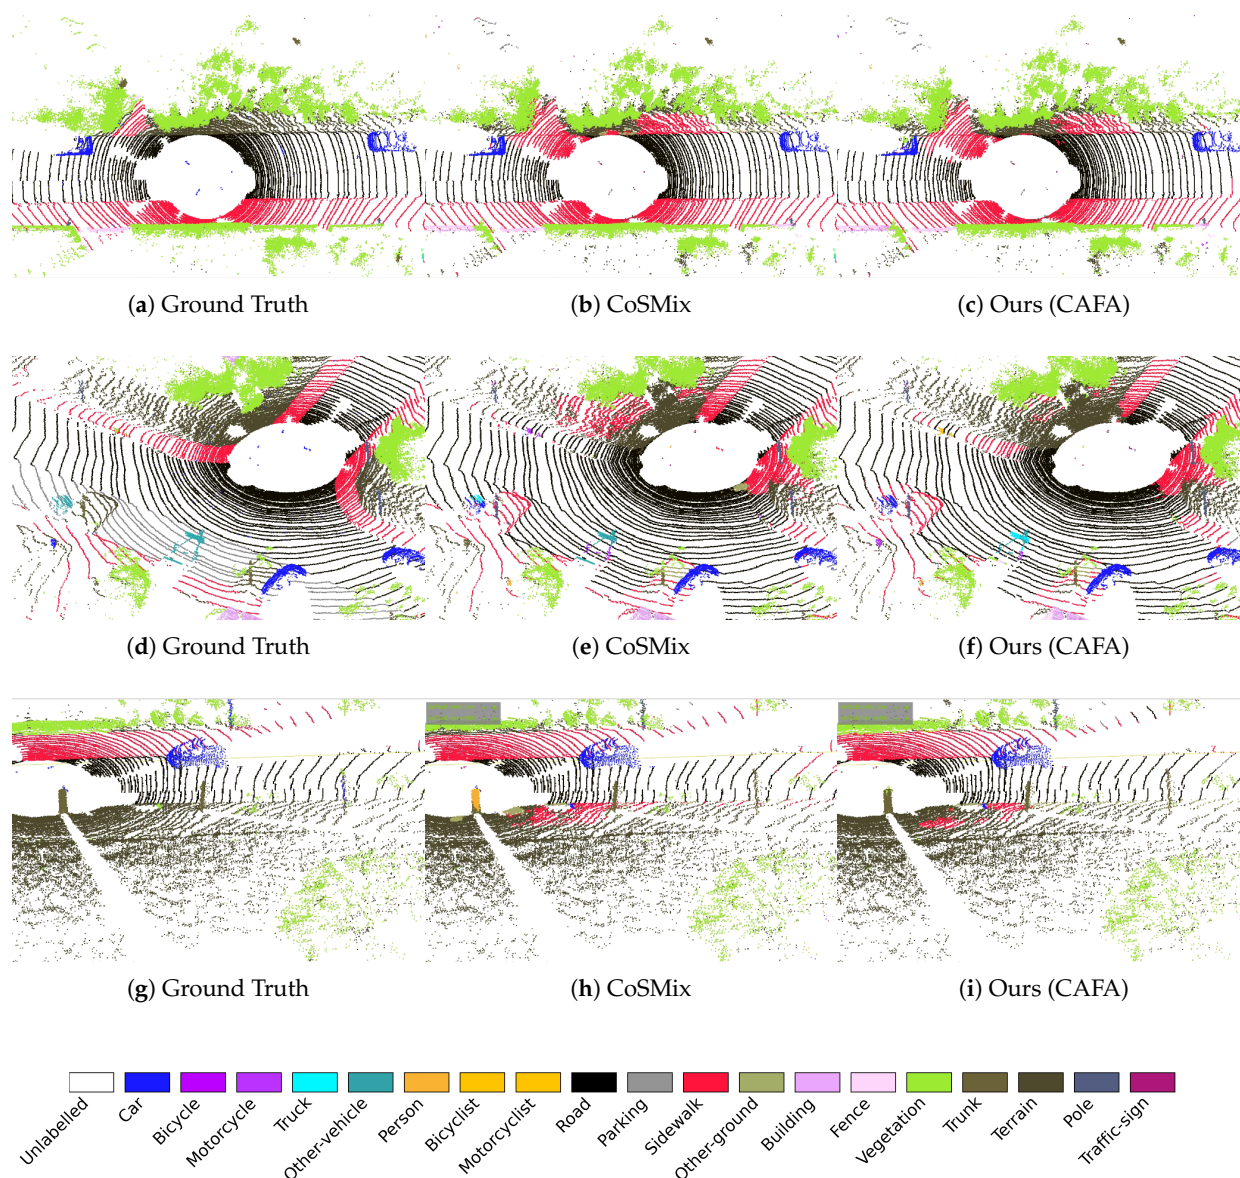 (a) Ground Truth
(b) CoSMix
(c) Ours (CAFA)
(d) Ground Truth
(e) CoSMix
(f) Ours (CAFA)
(g) Ground Truth
(h) CoSMix
(i) Ours (CAFA)
Unlabelled
Car
Bicycle
Motorcycle
Truck
Other-vehicle
Person
Bicyclist
Motorcyclist
Road
Parking
Sidewalk
Other-ground
Building
Fence
Vegetation
Trunk
Terrain
Pole
Traffic-sign